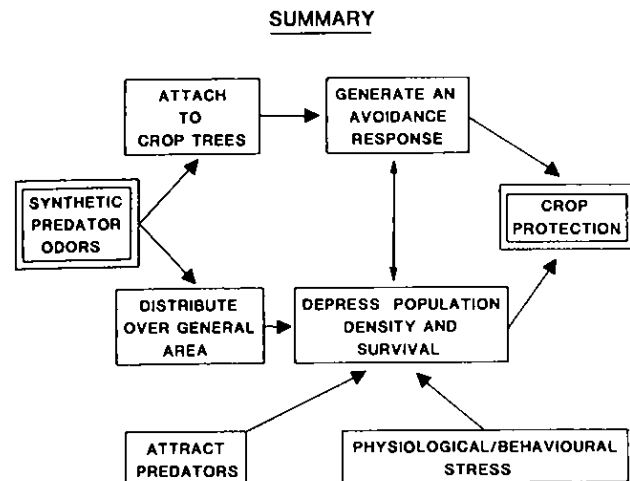 SUMMARY
ATTACH
TO
CROP TREES
GENERATE AN
AVOIDANCE
RESPONSE
SYNTHETIC
PREDATOR
ODORS
CROP
PROTECTION
DISTRIBUTE
OVER GENERAL
AREA
DEPRESS POPULATION
DENSITY AND
SURVIVAL
ATTRACT
PREDATORS
PHYSIOLOGICAL/BEHAVIOURAL
STRESS